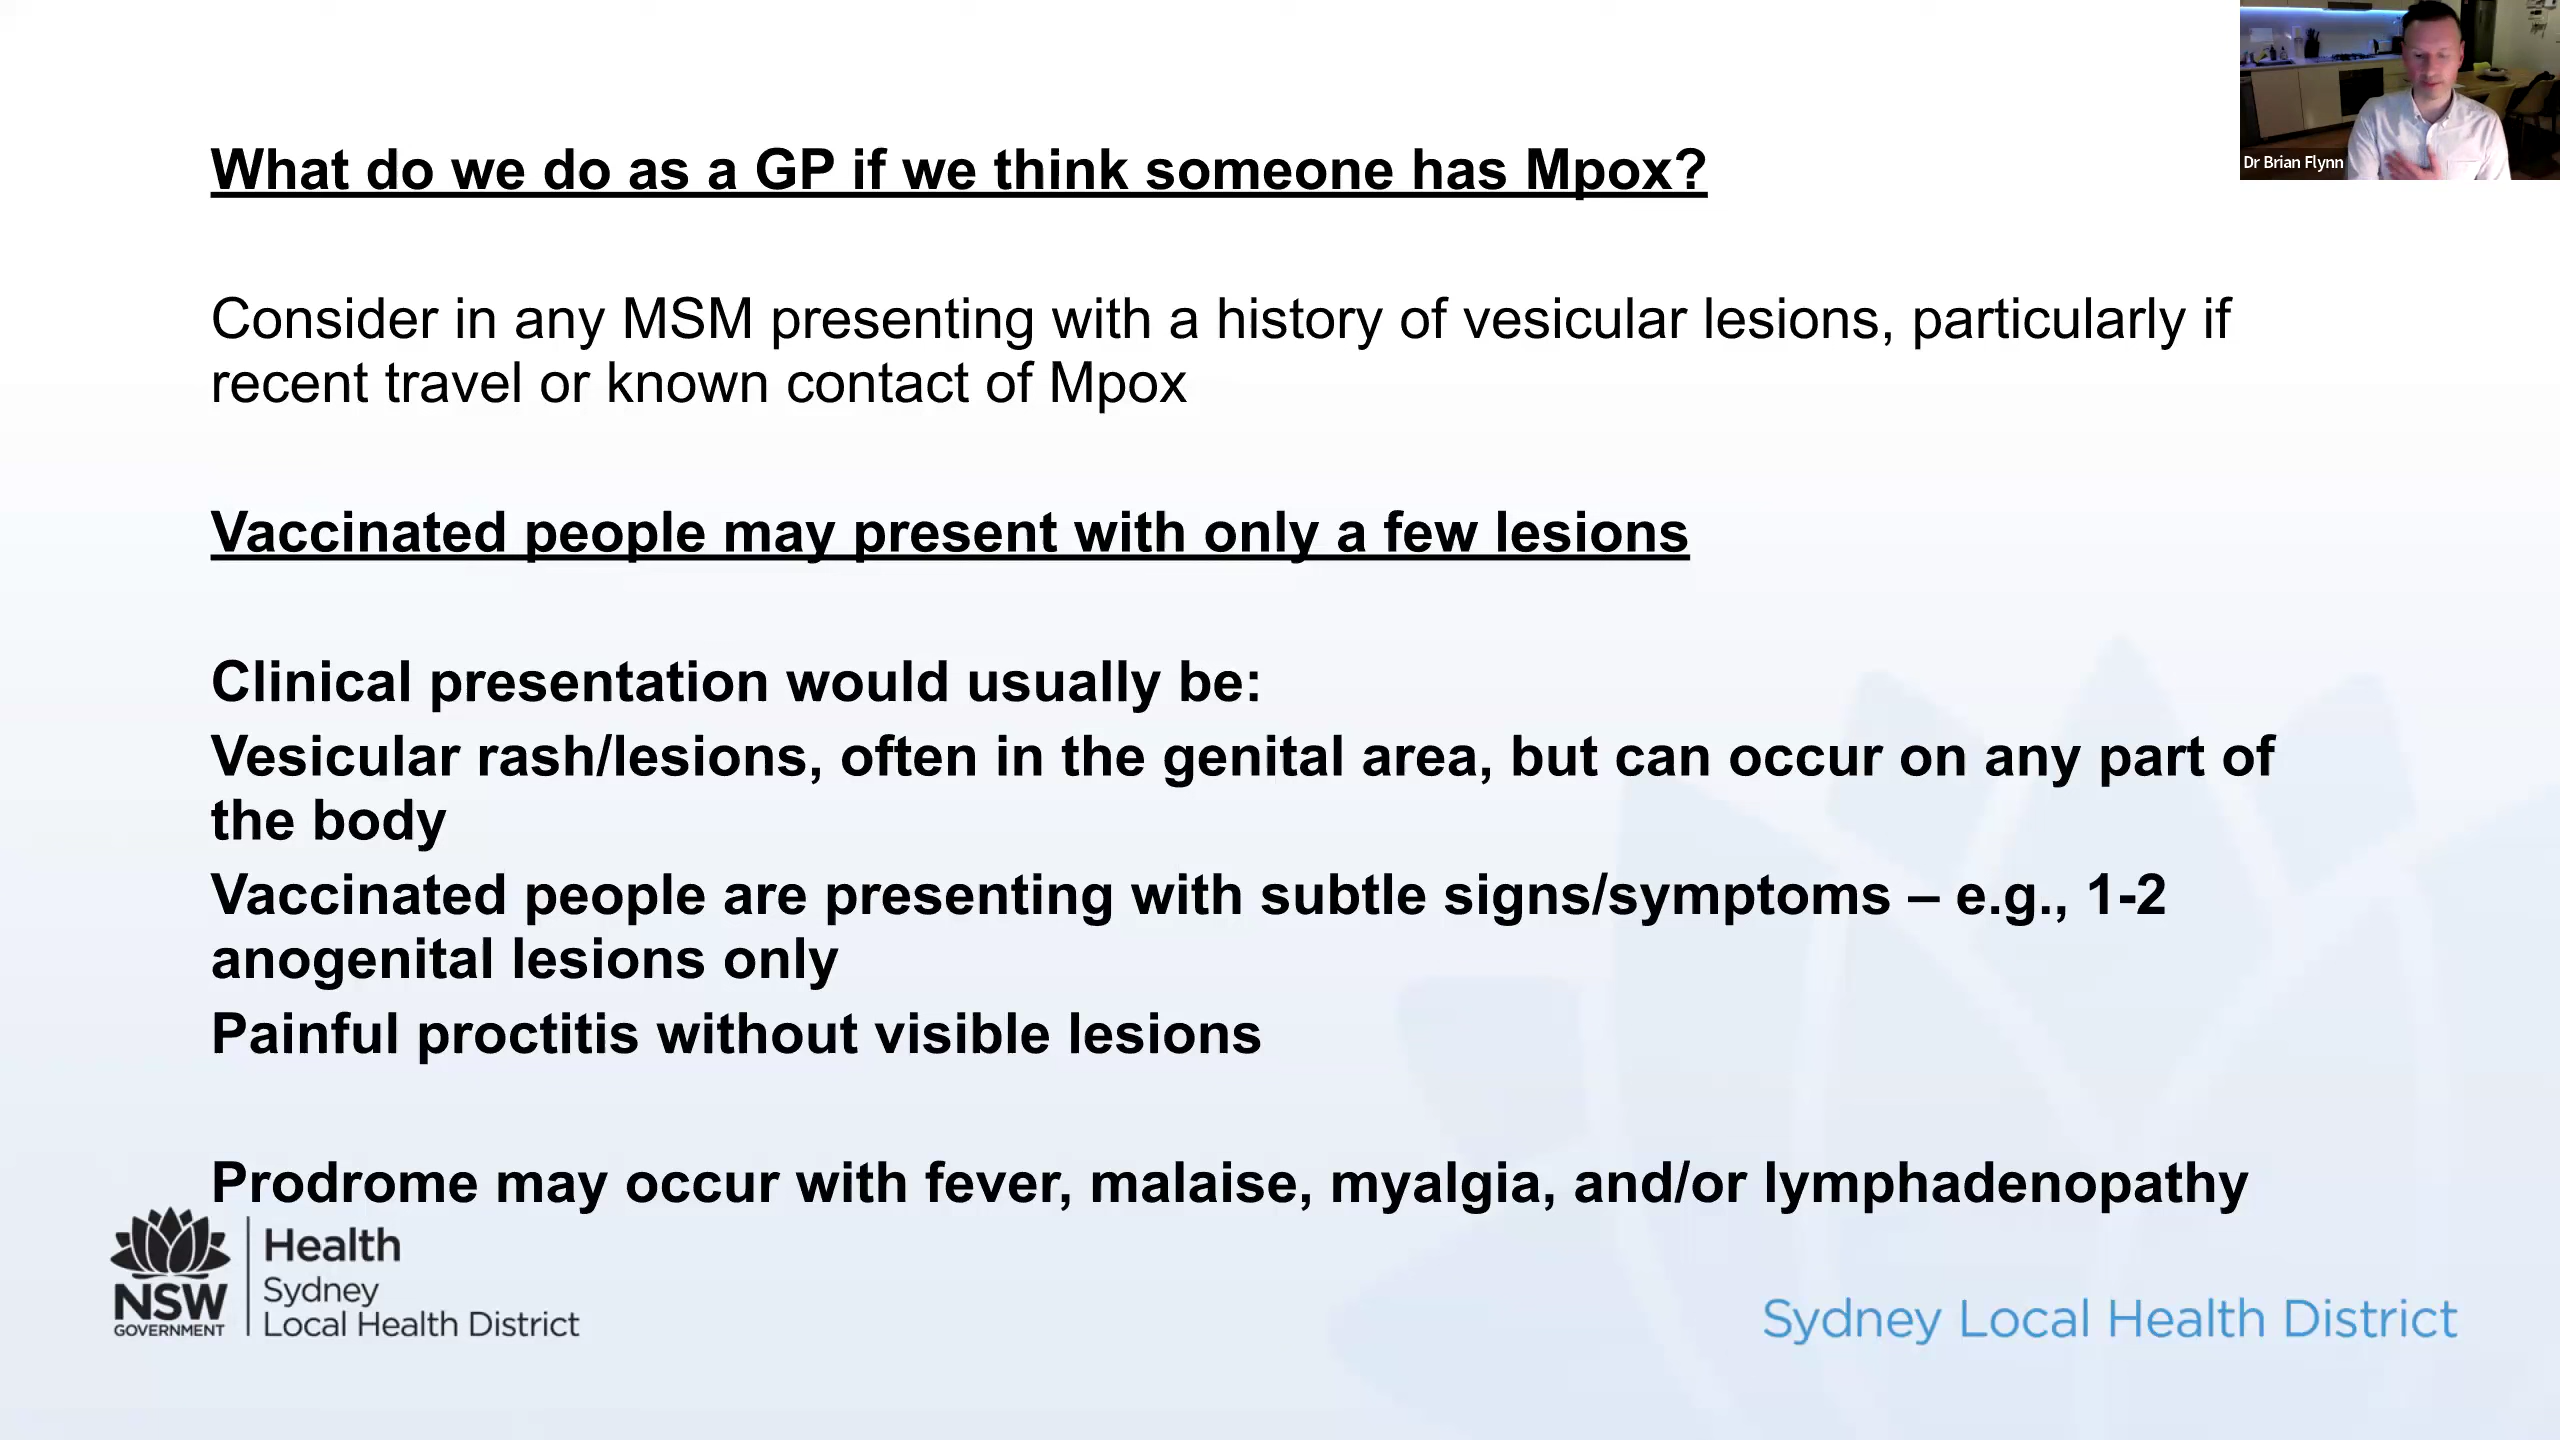 What do we do as a GP if we think someone has Mpox?
Consider in any MSM presenting with a history of vesicular lesions, particularly if
recent travel or known contact of Mpox
Vaccinated people may present with only a few lesions
Clinical presentation would usually be:
Vesicular rash/lesions, often in the genital area, but can occur on any part of
the body
Vaccinated people are presenting with subtle signs/symptoms – e.g., 1-2
anogenital lesions only
Painful proctitis without visible lesions
Prodrome may occur with fever, malaise, myalgia, and/or lymphadenopathy
Dr Brian Flynn
NSW
GOVERNMENT
Health
Sydney
Local Health District
Sydney Local Health District